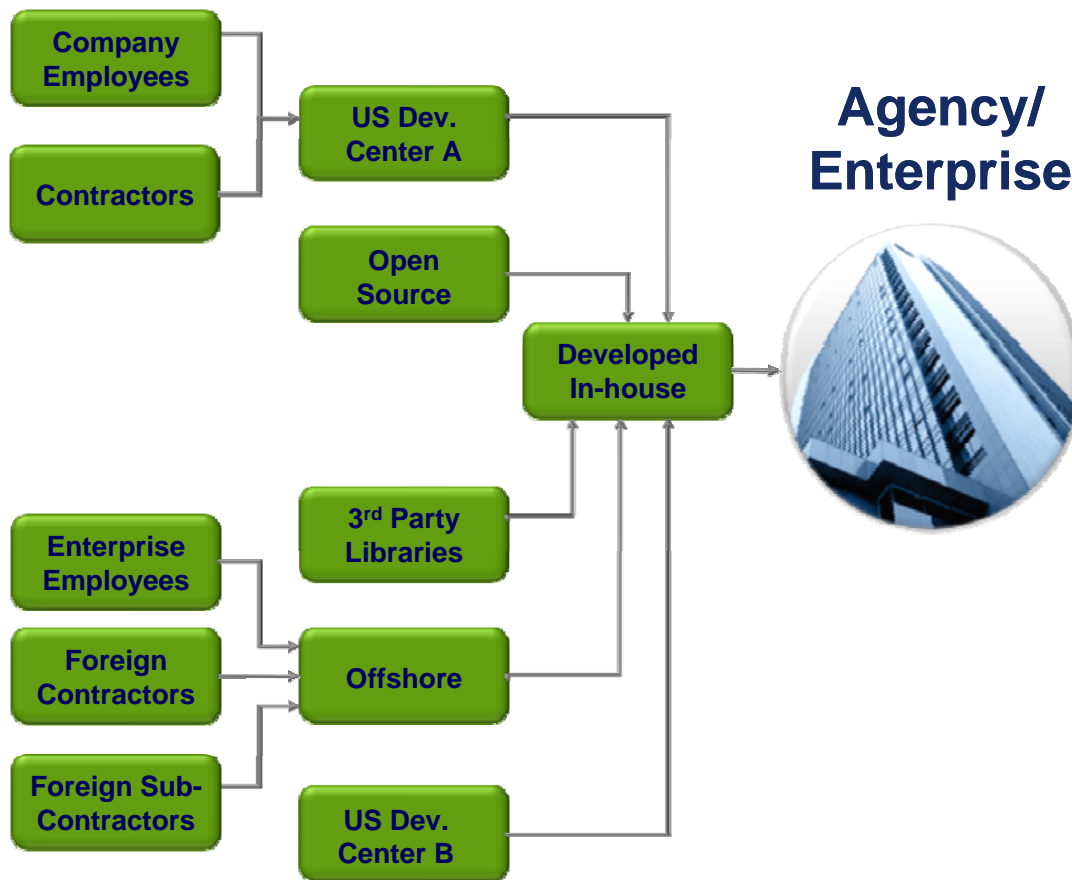 Company
Employees
Contractors
US Dev.
Center A
Open
Source
Agency/
Enterprise
Developed
In-house
3rd Party
Libraries
Enterprise
Employees
Foreign
Contractors
Offshore
Foreign Sub-
Contractors
US Dev.
Center B